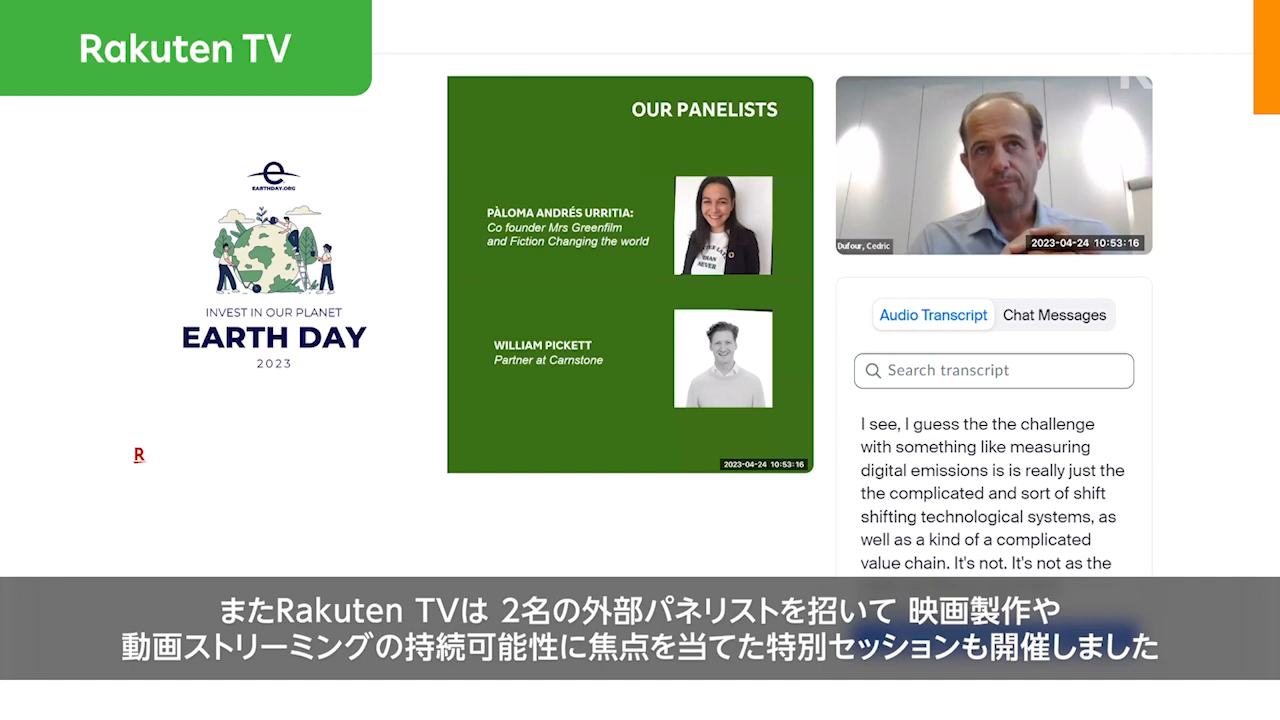 Rakuten TV
EARTHDAY.ORG
INVEST IN OUR PLANET
EARTH DAY
2023
R
OUR PANELISTS
PÀLOMA ANDRÉS URRITIA:
Co founder Mrs Greenfilm
and Fiction Changing the world
WILLIAM PICKETT
Partner at Carnstone
2023-04-24 10:53:16
Dufour, Cedric
2023-04-24 10:53:16
Audio Transcript
Chat Messages
Search transcript
I see, I guess the the challenge
with something like measuring
digital emissions is is really just the
the complicated and sort of shift
shifting technological systems, as
well as a kind of a complicated
value chain. It's not. It's not as the
またRakuten TVは 2名の外部パネリストを招いて 映画製作や
動画ストリーミングの持続可能性に焦点を当てた特別セッションも開催しました